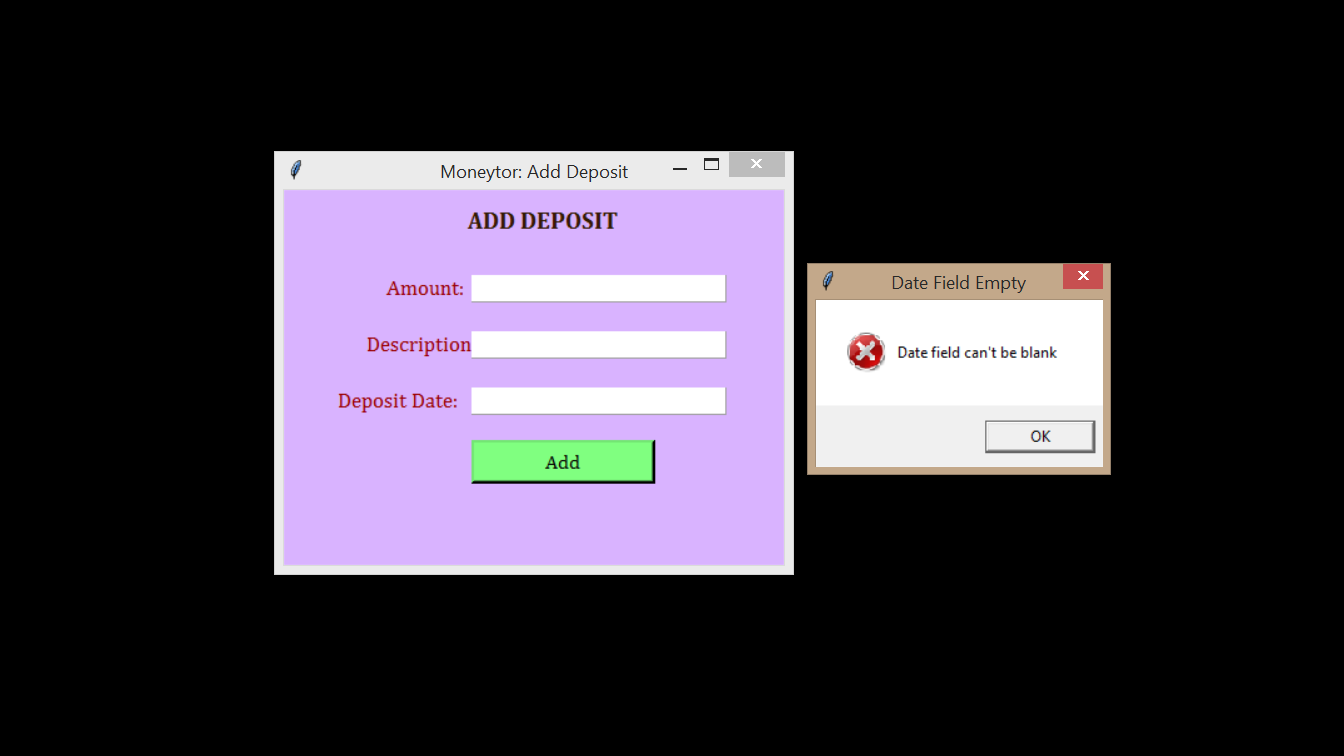 Moneytor: Add Deposit
ADD DEPOSIT
Amount:
Description
Deposit Date:
Add
Date Field Empty
Date field can't be blank
OK